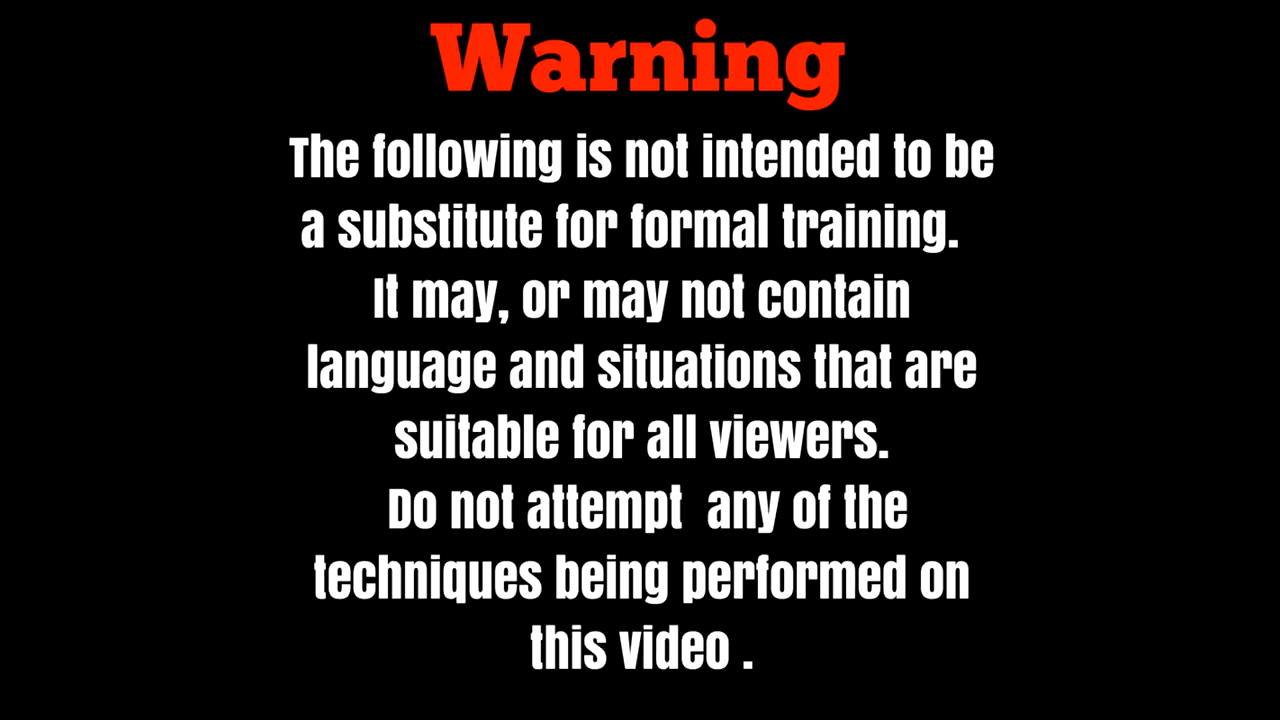 Warning
The following is not intended to be
a substitute for formal training.
It may, or may not contain
language and situations that are
suitable for all viewers.
Do not attempt any of the
techniques being performed on
this video .